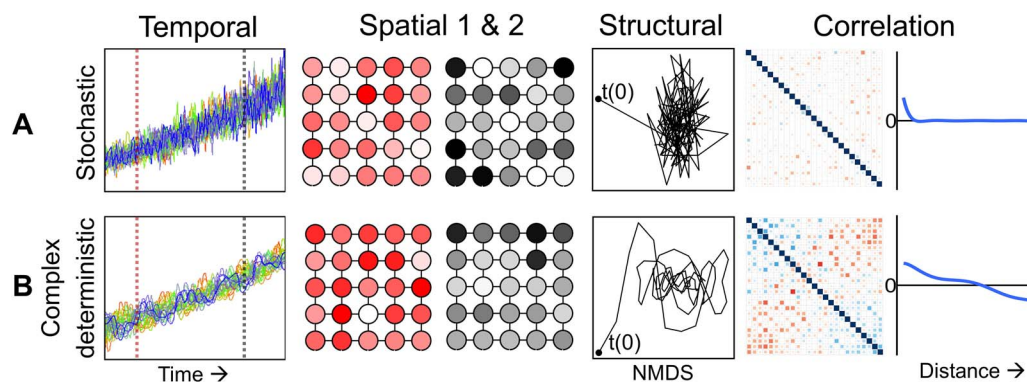 Temporal
Spatial 1 & 2
Structural
Correlation
A
Stochastic
t(0)
0
B
Complex
deterministic
t(0)
0
Time →
NMDS
Distance →